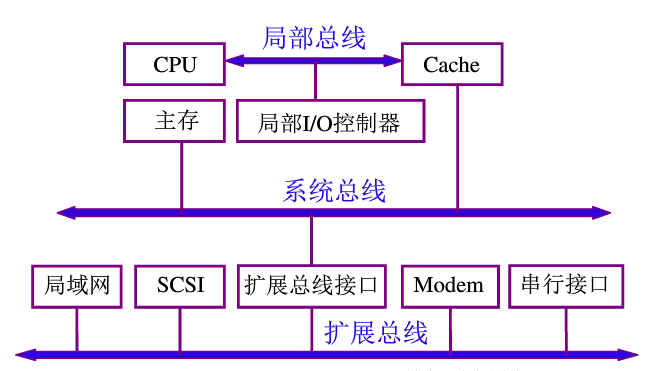 局部总线
CPU
Cache
主存
局部I/O控制器
系统总线
局域网
SCSI
扩展总线接口
Modem
串行接口
扩展总线